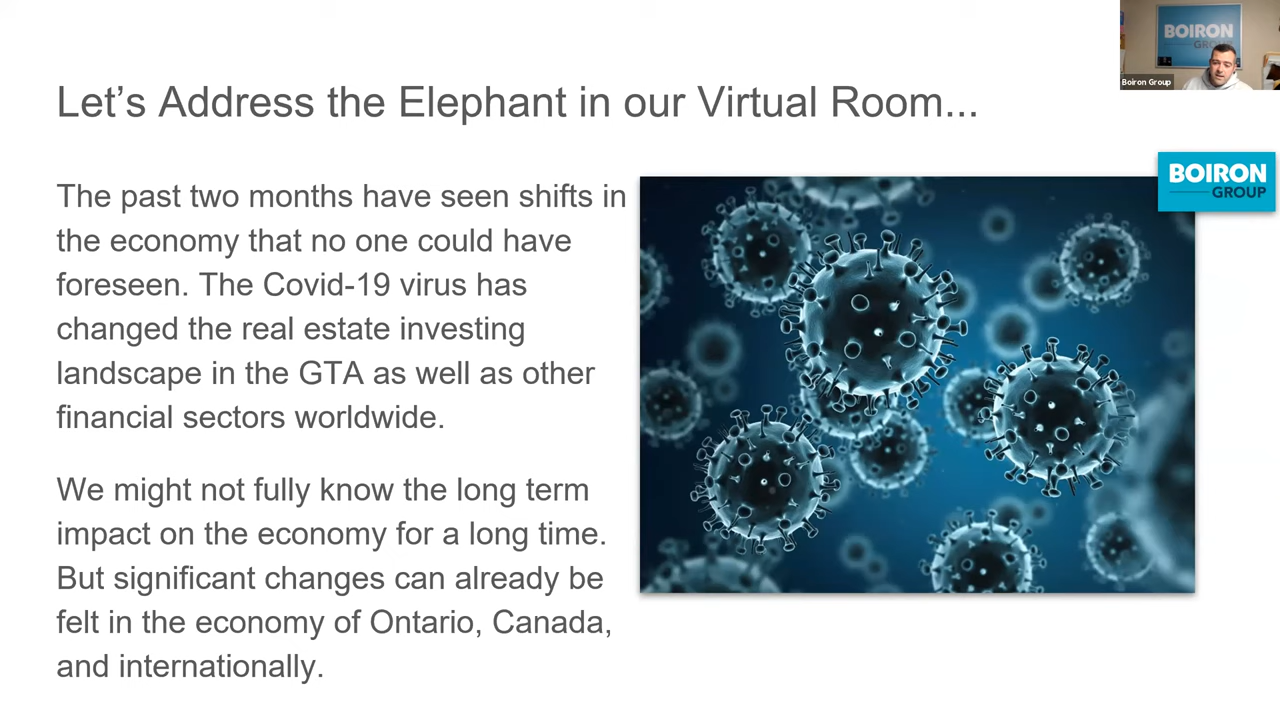 BOIRON
GROUP
Boiron Group
Let's Address the Elephant in our Virtual Room...
BOIRON
GROUP
The past two months have seen shifts in
the economy that no one could have
foreseen. The Covid-19 virus has
changed the real estate investing
landscape in the GTA as well as other
financial sectors worldwide.
We might not fully know the long term
impact on the economy for a long time.
But significant changes can already be
felt in the economy of Ontario, Canada,
and internationally.